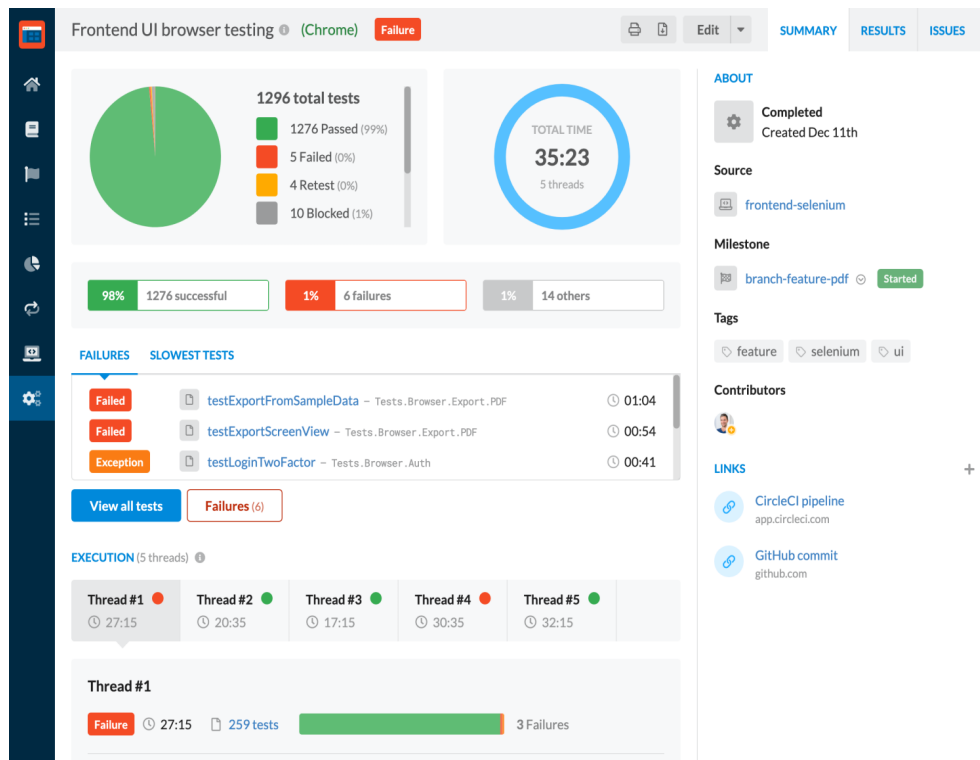 Frontend UI browser testing (Chrome) Failure
Edit
SUMMARY RESULTS ISSUES
1296 total tests
1276 Passed (99%)
5 Failed (0%)
4 Retest (0%)
10 Blocked (1%)
TOTAL TIME
35:23
5 threads
98% 1276 successful
1% 6 failures
1% 14 others
FAILURES SLOWEST TESTS
Failed testExportFromSampleData – Tests.Browser.Export.PDF 01:04
Failed testExportScreenView – Tests.Browser.Export.PDF 00:54
Exception testLoginTwoFactor – Tests.Browser.Auth 00:41
View all tests Failures (6)
EXECUTION (5 threads)
Thread #1
27:15
Thread #2
20:35
Thread #3
17:15
Thread #4
30:35
Thread #5
32:15
Thread #1
Failure 27:15 259 tests 3 Failures
ABOUT
Completed
Created Dec 11th
Source
frontend-selenium
Milestone
branch-feature-pdf Started
Tags
feature selenium ui
Contributors
LINKS +
CircleCI pipeline
app.circleci.com
GitHub commit
github.com